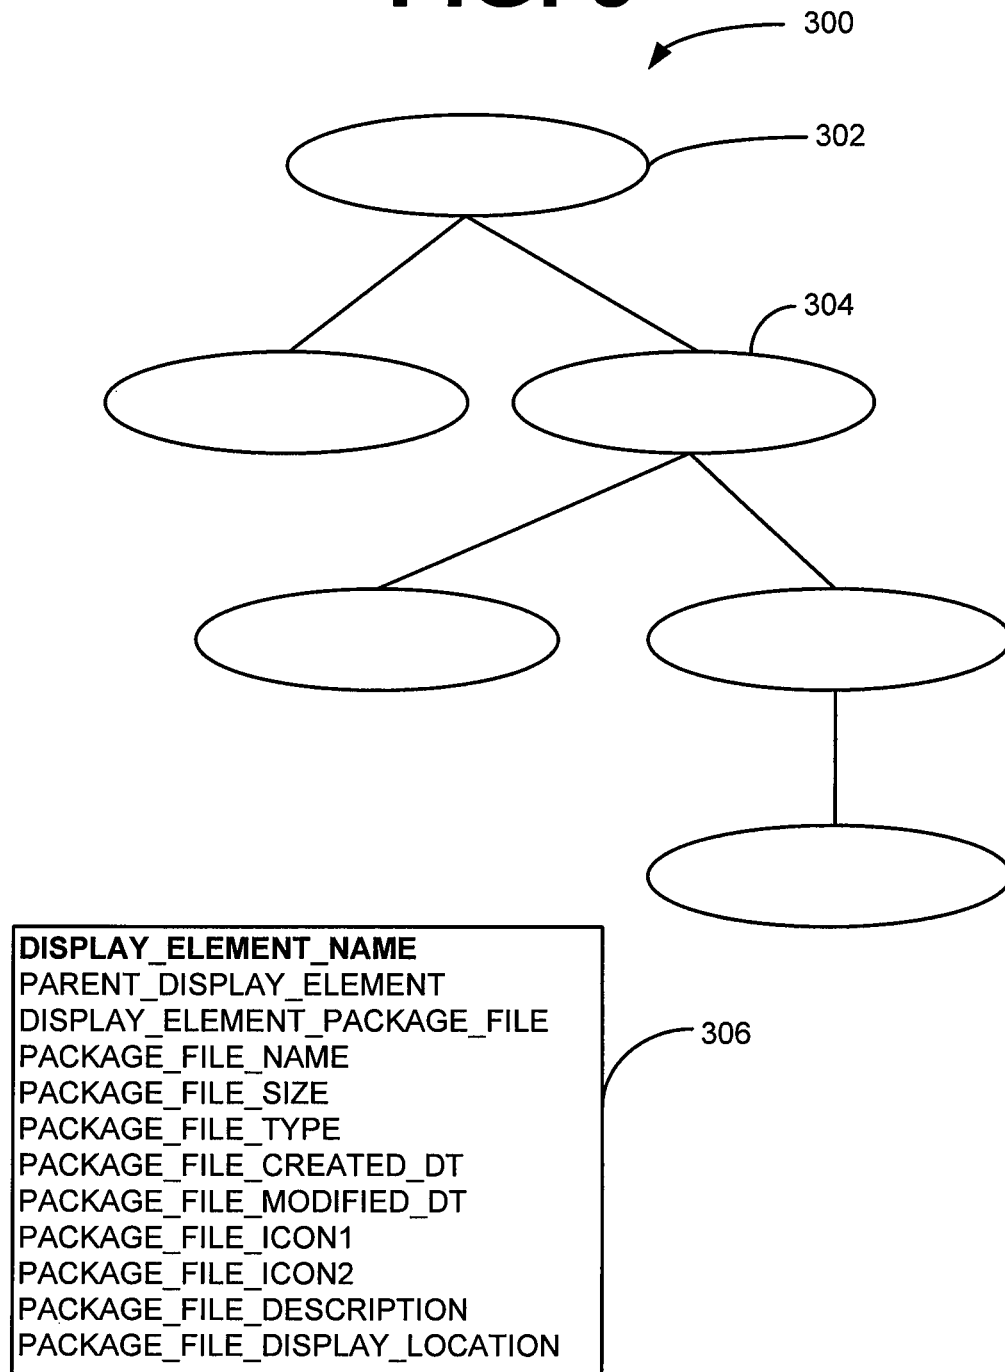 300
302
304
DISPLAY_ELEMENT_NAME
PARENT_DISPLAY_ELEMENT
DISPLAY_ELEMENT_PACKAGE_FILE
PACKAGE_FILE_NAME
PACKAGE_FILE_SIZE
PACKAGE_FILE_TYPE
PACKAGE_FILE_CREATED_DT
PACKAGE_FILE_MODIFIED_DT
PACKAGE_FILE_ICON1
PACKAGE_FILE_ICON2
PACKAGE_FILE_DESCRIPTION
PACKAGE_FILE_DISPLAY_LOCATION
306